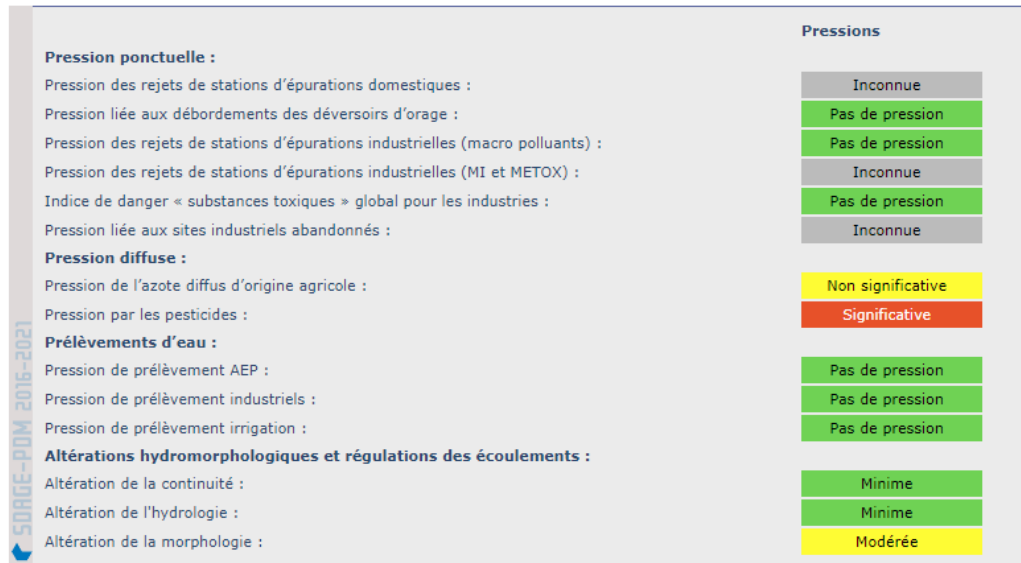 Pressions
Pression ponctuelle :
Pression des rejets de stations d'épurations domestiques : Inconnue
Pression liée aux débordements des déversoirs d'orage : Pas de pression
Pression des rejets de stations d'épurations industrielles (macro polluants) : Pas de pression
Pression des rejets de stations d'épurations industrielles (MI et METOX) : Inconnue
Indice de danger « substances toxiques » global pour les industries : Pas de pression
Pression liée aux sites industriels abandonnés : Inconnue
Pression diffuse :
Pression de l'azote diffus d'origine agricole : Non significative
Pression par les pesticides : Significative
Prélèvements d'eau :
Pression de prélèvement AEP : Pas de pression
Pression de prélèvement industriels : Pas de pression
Pression de prélèvement irrigation : Pas de pression
Altérations hydromorphologiques et régulations des écoulements :
Altération de la continuité : Minime
Altération de l'hydrologie : Minime
Altération de la morphologie : Modérée
SDAGE-PDM 2016-2021